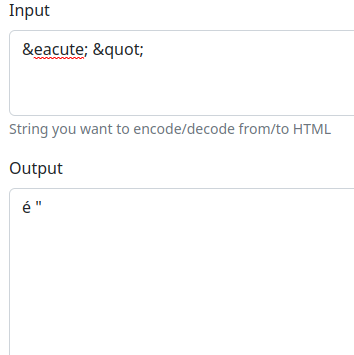 Input
&eacute; &quot;
String you want to encode/decode from/to HTML
Output
é "